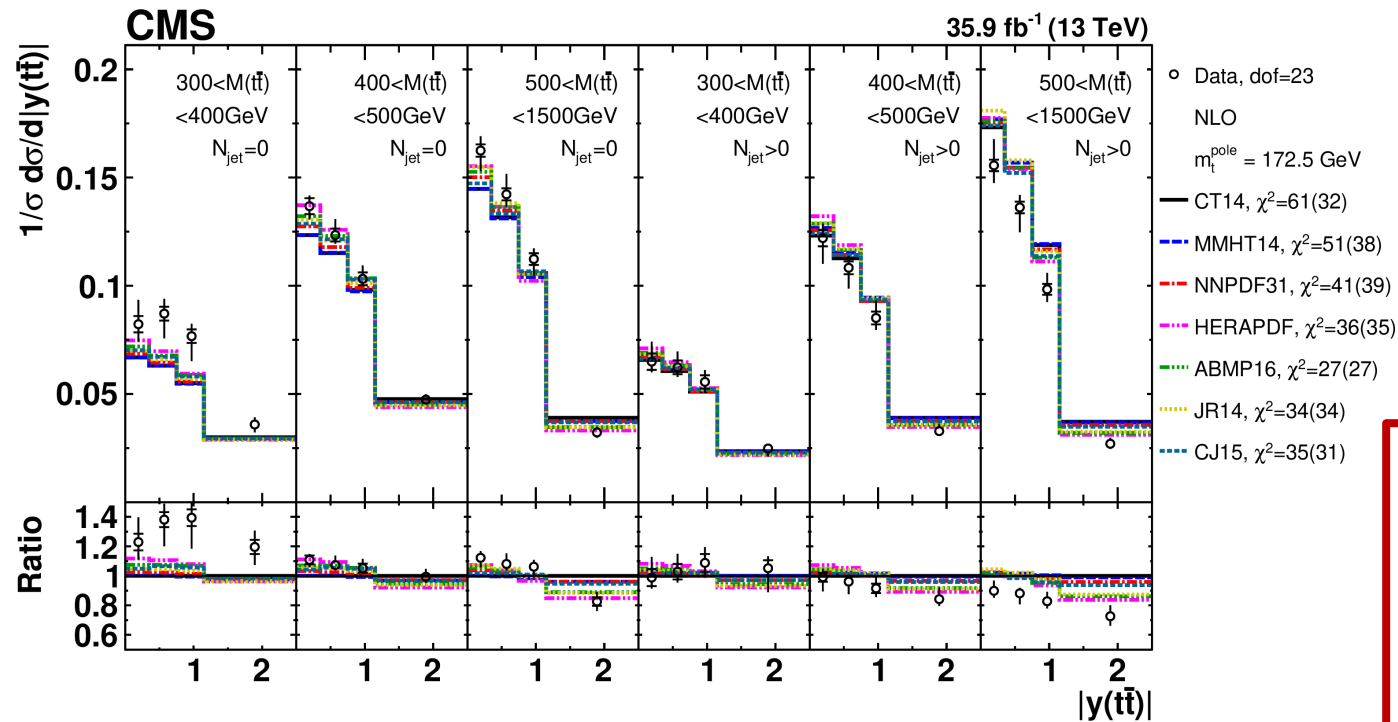 CMS
35.9 fb⁻¹ (13 TeV)
1/σ dσ/d|y(tt̄)|
0.2
0.15
0.1
0.05
300<M(tt̄)
<400GeV
N_jet=0
400<M(tt̄)
<500GeV
N_jet=0
500<M(tt̄)
<1500GeV
N_jet=0
300<M(tt̄)
<400GeV
N_jet>0
400<M(tt̄)
<500GeV
N_jet>0
500<M(tt̄)
<1500GeV
N_jet>0
Data, dof=23
NLO
m_t^pole = 172.5 GeV
CT14, χ²=61(32)
MMHT14, χ²=51(38)
NNPDF31, χ²=41(39)
HERAPDF, χ²=36(35)
ABMP16, χ²=27(27)
JR14, χ²=34(34)
CJ15, χ²=35(31)
Ratio
1.4
1.2
1
0.8
0.6
1 2 1 2 1 2 1 2 1 2 1 2
|y(tt̄)|